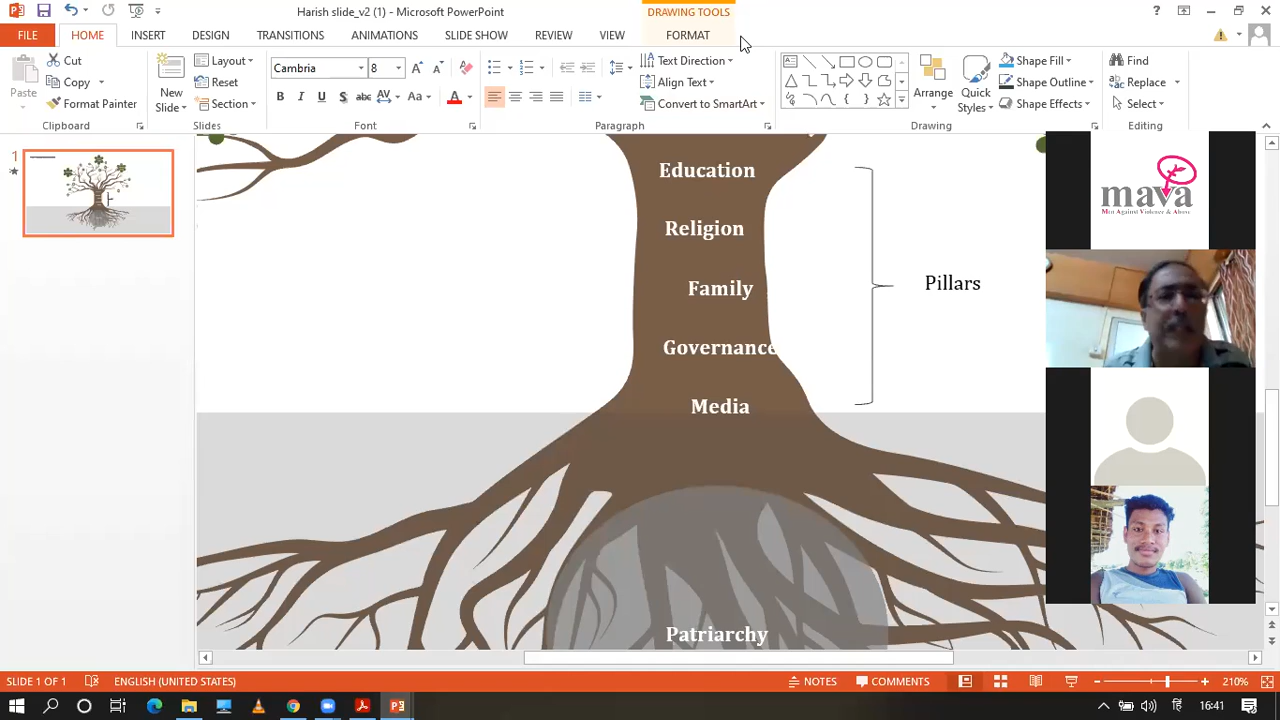 Harish slide_v2 (1) - Microsoft PowerPoint
DRAWING TOOLS
FILE HOME INSERT DESIGN TRANSITIONS ANIMATIONS SLIDE SHOW REVIEW VIEW FORMAT
Paste
Cut
Copy
Format Painter
Clipboard
New
Slide
Layout
Reset
Section
Slides
Cambria 8
Font
Text Direction
Align Text
Convert to SmartArt
Paragraph
Arrange
Quick
Styles
Shape Fill
Shape Outline
Shape Effects
Drawing
Find
Replace
Select
Editing
1
Education
Religion
Family
Governance
Media
Pillars
Patriarchy
mava
Men Against Violence & Abuse
SLIDE 1 OF 1 ENGLISH (UNITED STATES) NOTES COMMENTS 210%
हि 16:41